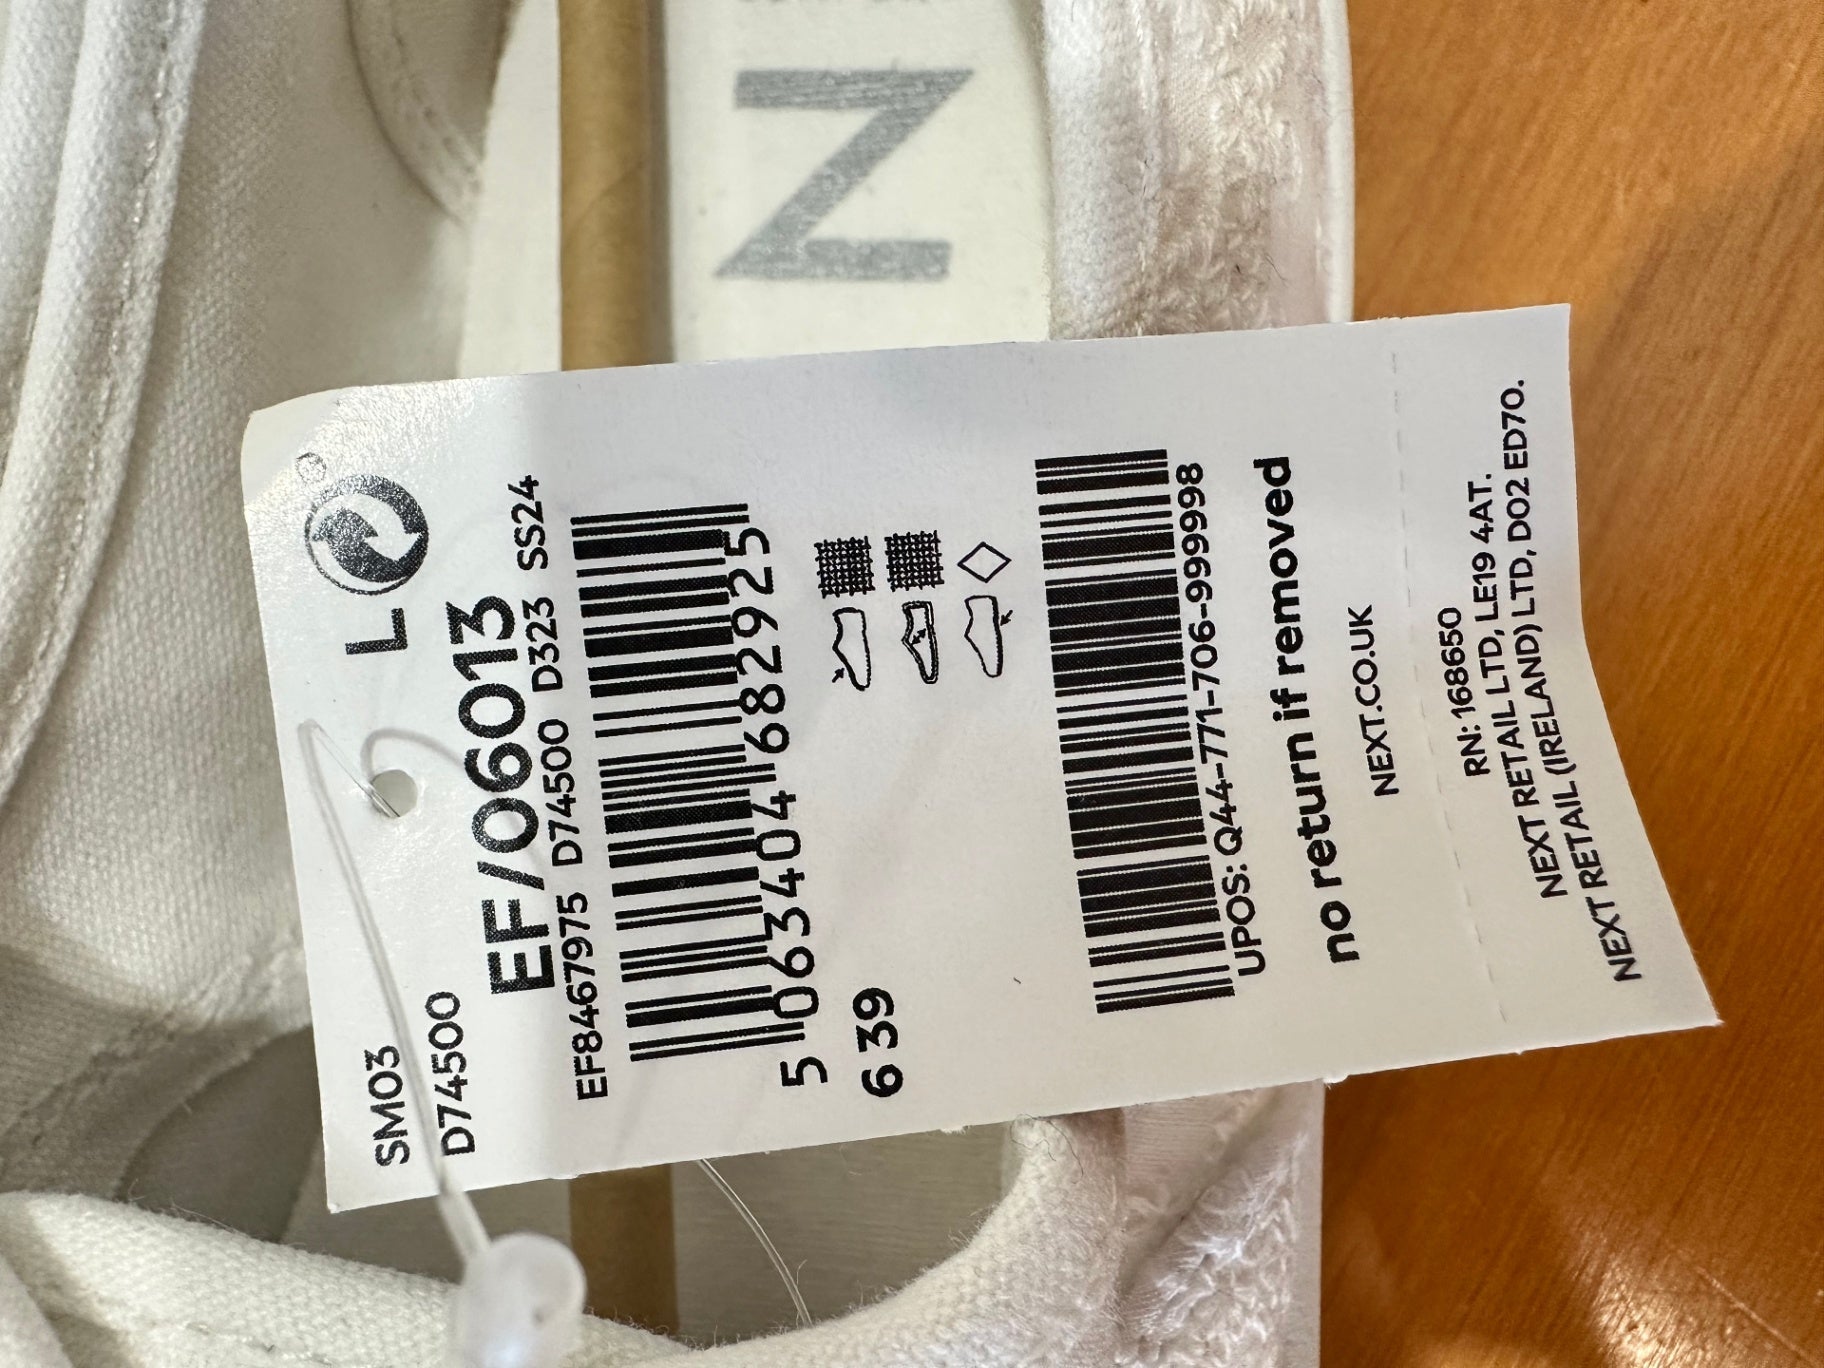 L
SM03
D74500
EF/06013
EF8467975 D74500 D323 SS24
5 063404 682925
6 39
UPOS: Q44-771-706-999998
no return if removed
NEXT.CO.UK
RN: 168650
NEXT RETAIL LTD, LE19 4AT.
NEXT RETAIL (IRELAND) LTD, D02 ED70.
N